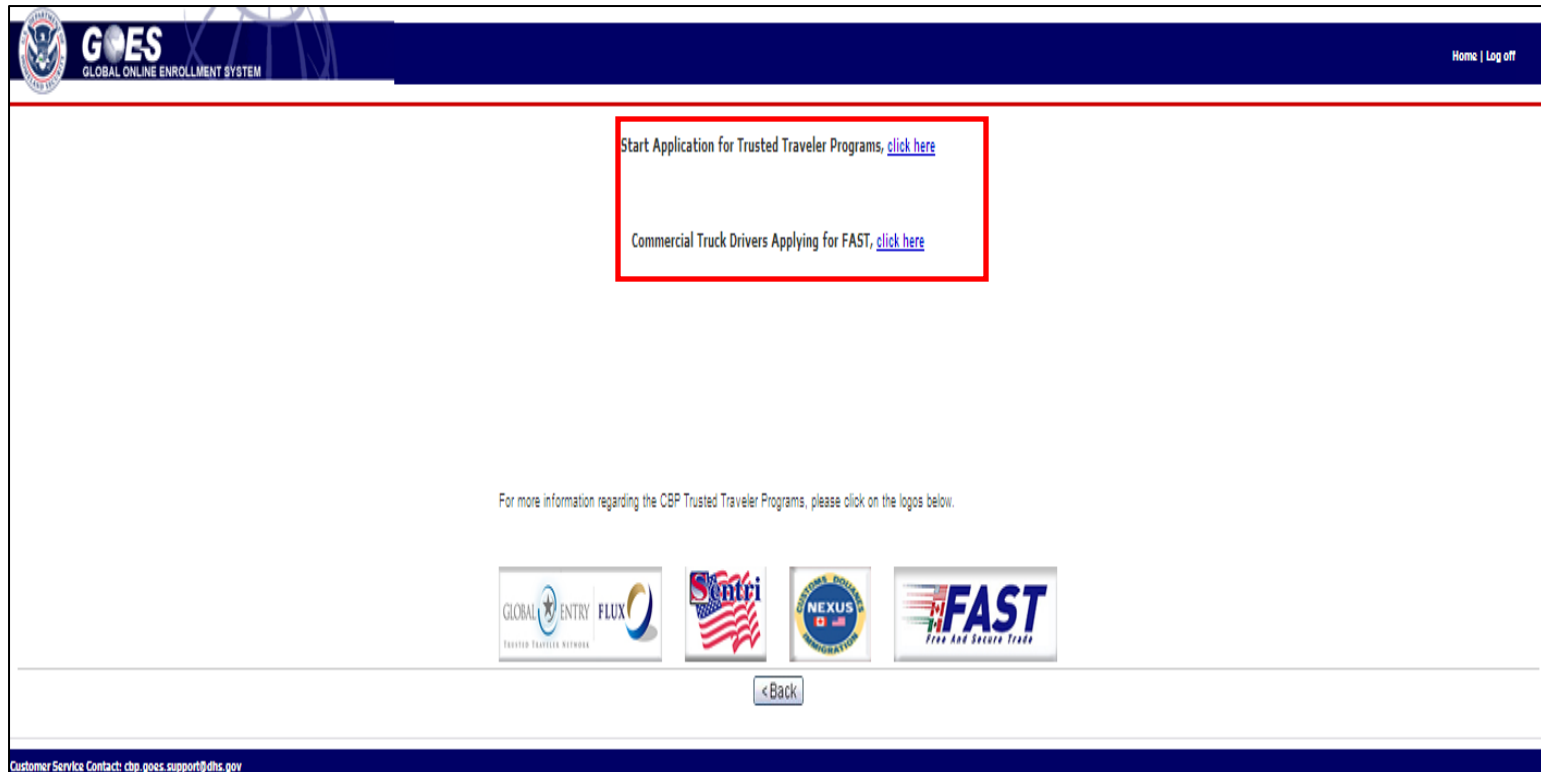 GOES
GLOBAL ONLINE ENROLLMENT SYSTEM
Home | Log off
Start Application for Trusted Traveler Programs, click here
Commercial Truck Drivers Applying for FAST, click here
For more information regarding the CBP Trusted Traveler Programs, please click on the logos below.
GLOBAL ENTRY FLUX
TRUSTED TRAVELER NETWORK
Sentri
CUSTOMS DOUANES
NEXUS
IMMIGRATION
FAST
Free And Secure Trade
< Back
Customer Service Contact: cbp.goes.support@dhs.gov